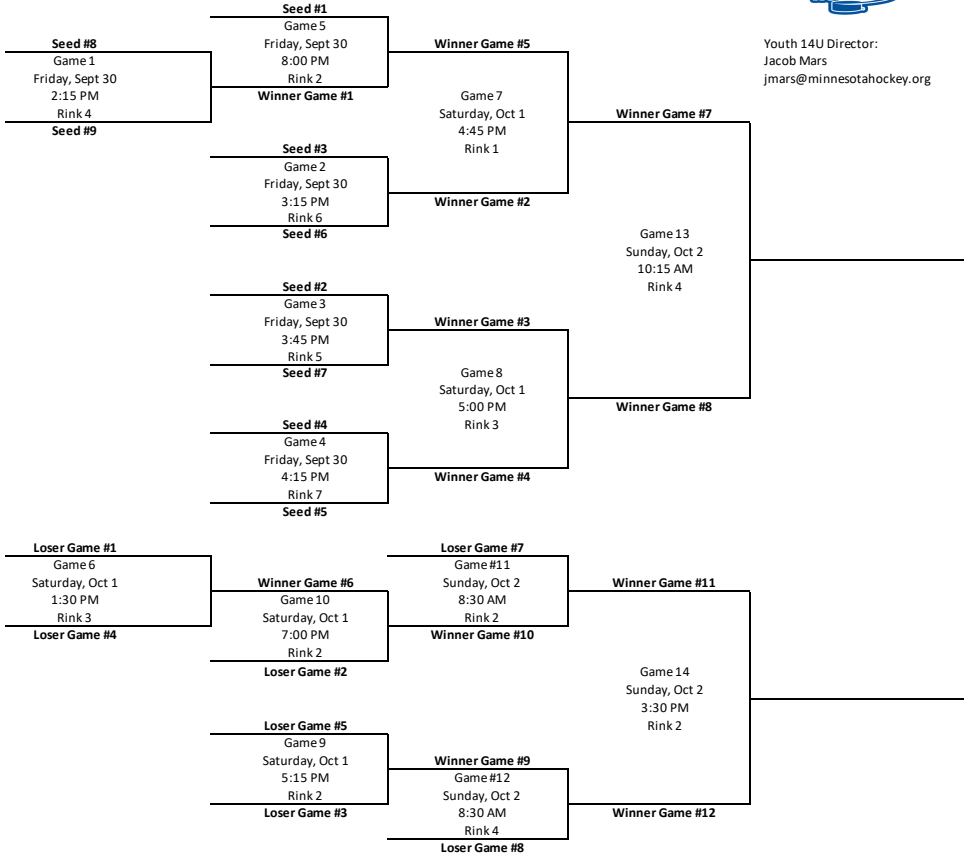 Seed #1
Game 5
Friday, Sept 30
8:00 PM
Rink 2
Winner Game #1
Seed #8
Game 1
Friday, Sept 30
2:15 PM
Rink 4
Seed #9
Winner Game #5
Game 7
Saturday, Oct 1
4:45 PM
Rink 1
Winner Game #2
Youth 14U Director:
Jacob Mars
jmars@minnesotahockey.org
Winner Game #7
Seed #3
Game 2
Friday, Sept 30
3:15 PM
Rink 6
Seed #6
Game 13
Sunday, Oct 2
10:15 AM
Rink 4
Seed #2
Game 3
Friday, Sept 30
3:45 PM
Rink 5
Seed #7
Winner Game #3
Game 8
Saturday, Oct 1
5:00 PM
Rink 3
Winner Game #4
Winner Game #8
Seed #4
Game 4
Friday, Sept 30
4:15 PM
Rink 7
Seed #5
Loser Game #1
Game 6
Saturday, Oct 1
1:30 PM
Rink 3
Loser Game #4
Winner Game #6
Game 10
Saturday, Oct 1
7:00 PM
Rink 2
Loser Game #2
Loser Game #7
Game #11
Sunday, Oct 2
8:30 AM
Rink 2
Winner Game #10
Winner Game #11
Game 14
Sunday, Oct 2
3:30 PM
Rink 2
Winner Game #12
Loser Game #5
Game 9
Saturday, Oct 1
5:15 PM
Rink 2
Loser Game #3
Winner Game #9
Game #12
Sunday, Oct 2
8:30 AM
Rink 4
Loser Game #8